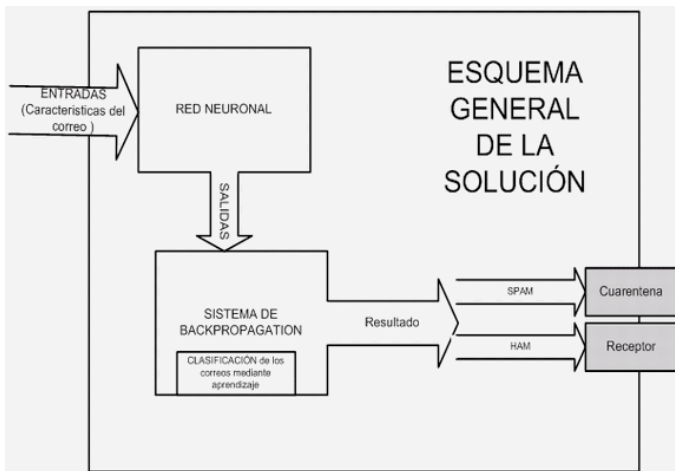 ESQUEMA
GENERAL
DE LA
SOLUCIÓN
ENTRADAS
(Caracteristicas del
correo )
RED NEURONAL
SALIDAS
SISTEMA DE
BACKPROPAGATION
CLASIFICACIÓN de los
correos mediante
aprendizaje
Resultado
SPAM
Cuarentena
HAM
Receptor